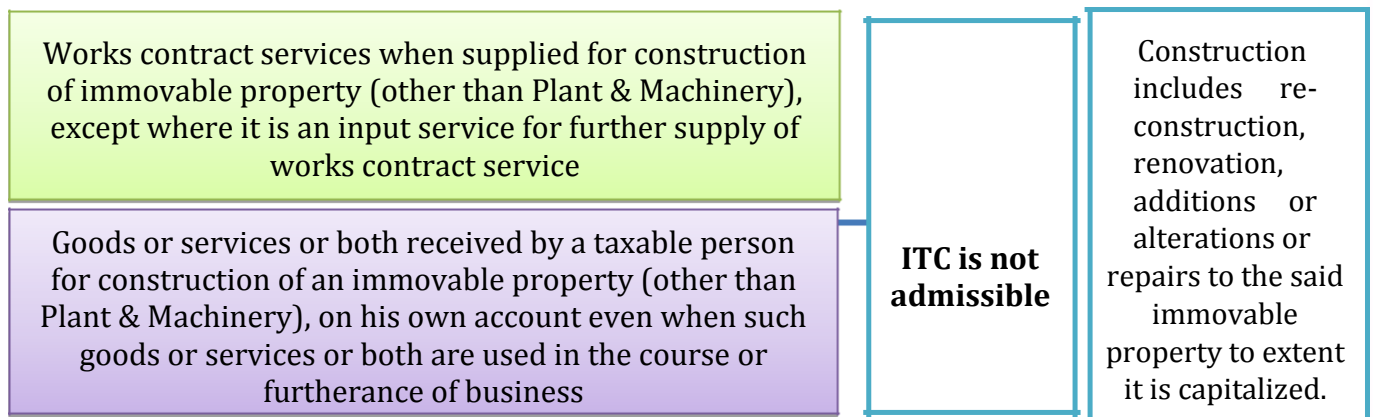 Works contract services when supplied for construction
of immovable property (other than Plant & Machinery),
except where it is an input service for further supply of
works contract service
Goods or services or both received by a taxable person
for construction of an immovable property (other than
Plant & Machinery), on his own account even when such
goods or services or both are used in the course or
furtherance of business
ITC is not
admissible
Construction
includes re-
construction,
renovation,
additions or
alterations or
repairs to the said
immovable
property to extent
it is capitalized.